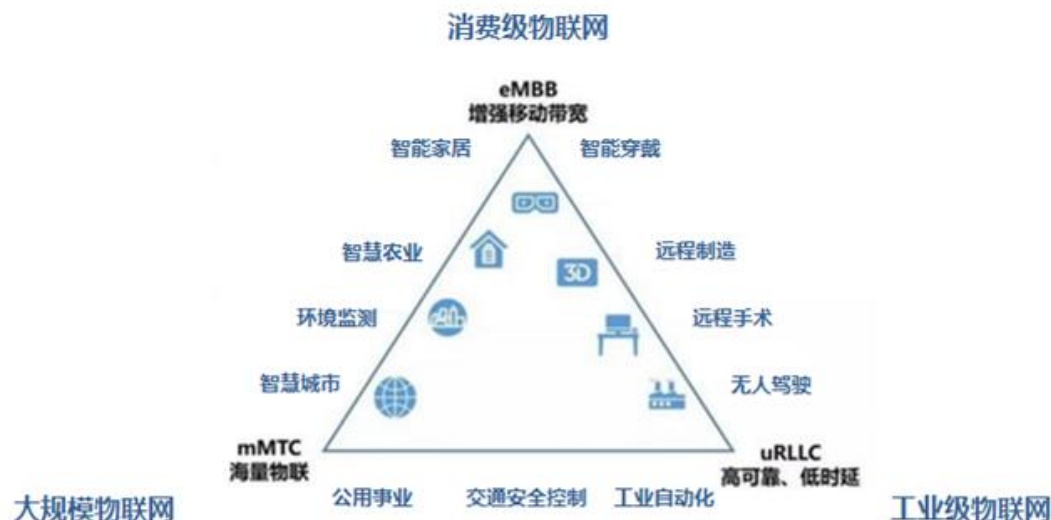 消费级物联网
eMBB
增强移动带宽
智能家居 智能穿戴
智慧农业 远程制造
3D
环境监测 远程手术
智慧城市 无人驾驶
mMTC uRLLC
海量物联 高可靠、低时延
公用事业 交通安全控制 工业自动化
大规模物联网 工业级物联网